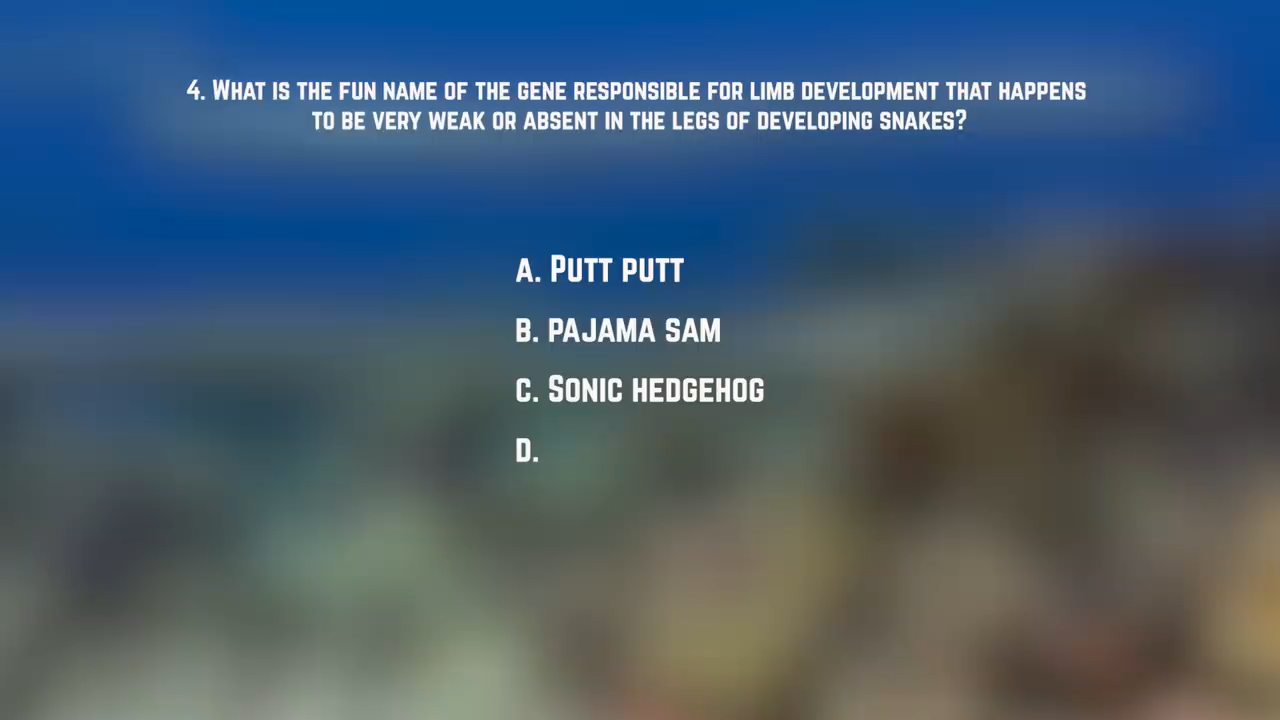 4. What is the fun name of the gene responsible for limb development that happens
to be very weak or absent in the legs of developing snakes?
A. Putt putt
B. pajama sam
C. Sonic hedgehog
D.